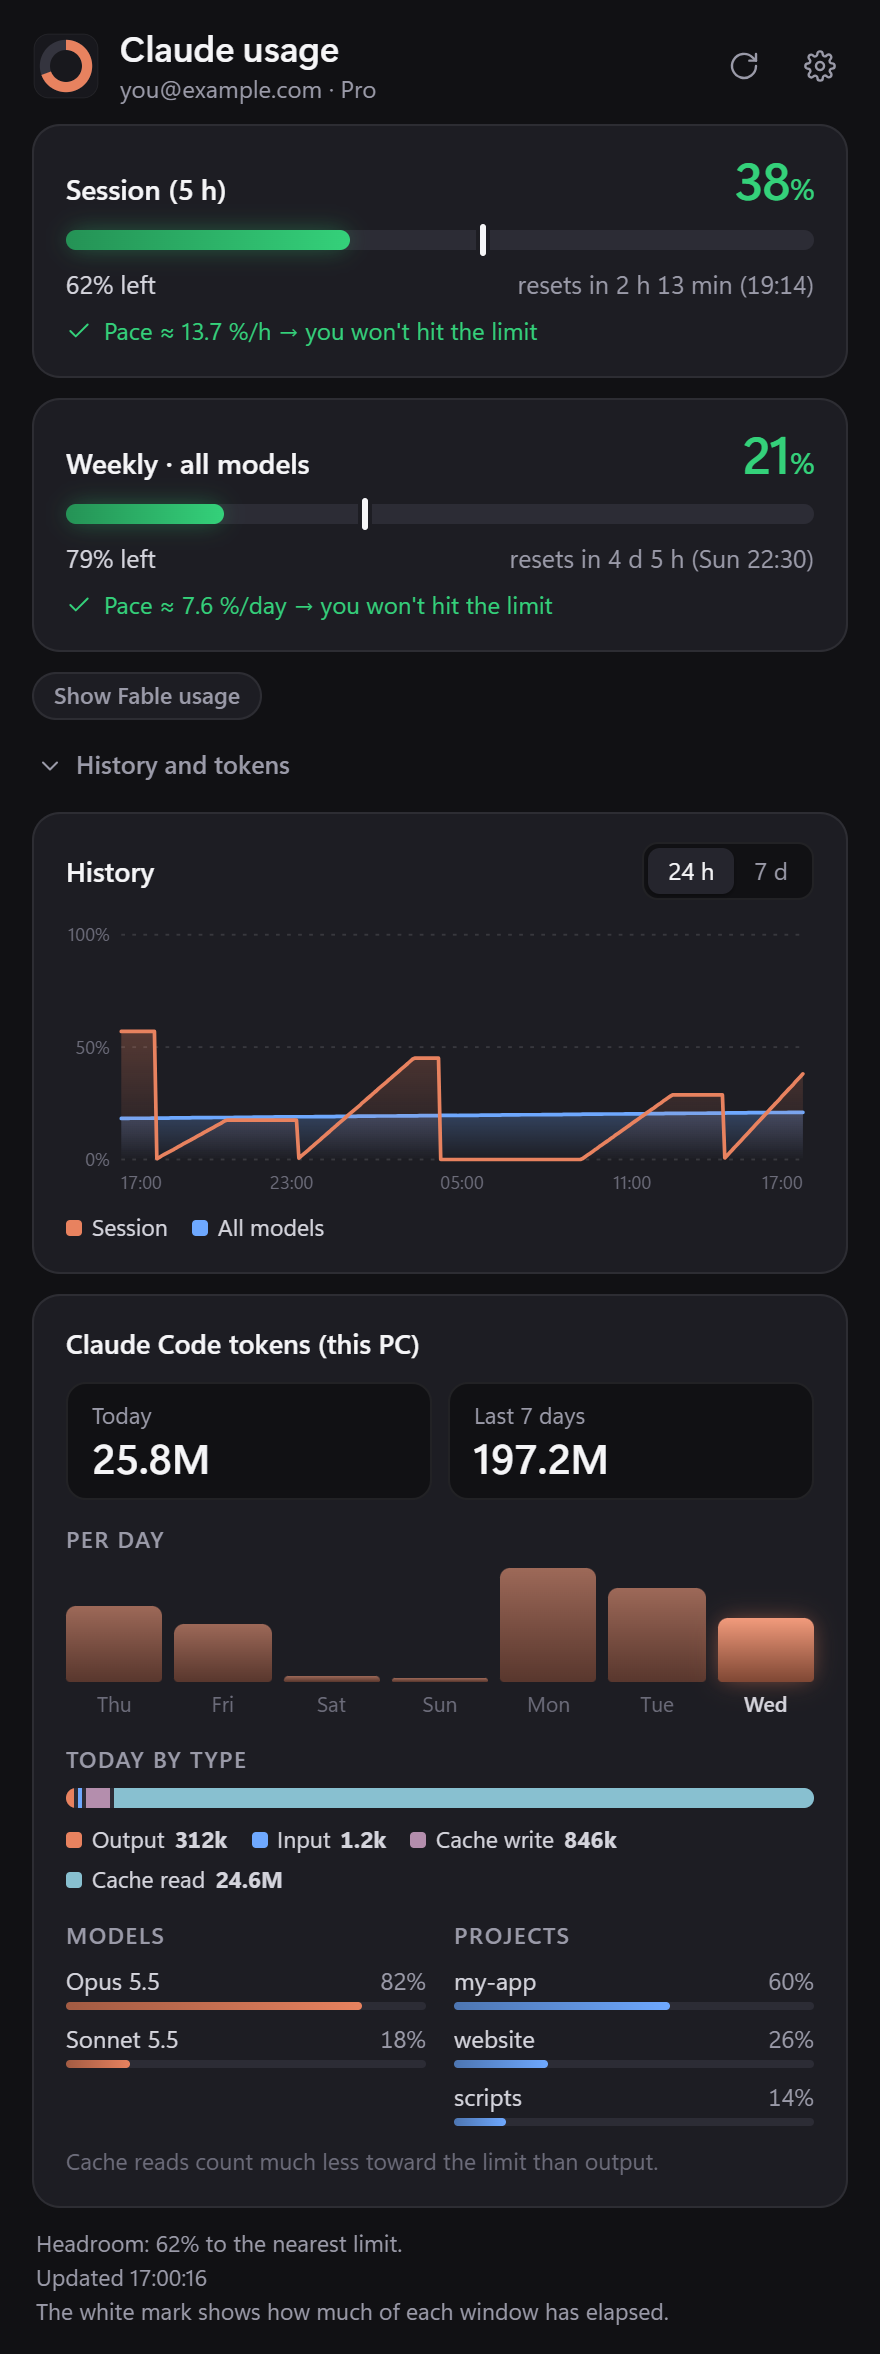 Claude usage
you@example.com · Pro
Session (5 h) 38%
62% left resets in 2 h 13 min (19:14)
Pace ≈ 13.7 %/h → you won't hit the limit
Weekly · all models 21%
79% left resets in 4 d 5 h (Sun 22:30)
Pace ≈ 7.6 %/day → you won't hit the limit
Show Fable usage
History and tokens
History 24 h 7 d
100%
50%
0%
17:00 23:00 05:00 11:00 17:00
Session All models
Claude Code tokens (this PC)
Today Last 7 days
25.8M 197.2M
PER DAY
Thu Fri Sat Sun Mon Tue Wed
TODAY BY TYPE
Output 312k Input 1.2k Cache write 846k
Cache read 24.6M
MODELS PROJECTS
Opus 5.5 82% my-app 60%
Sonnet 5.5 18% website 26%
scripts 14%
Cache reads count much less toward the limit than output.
Headroom: 62% to the nearest limit.
Updated 17:00:16
The white mark shows how much of each window has elapsed.